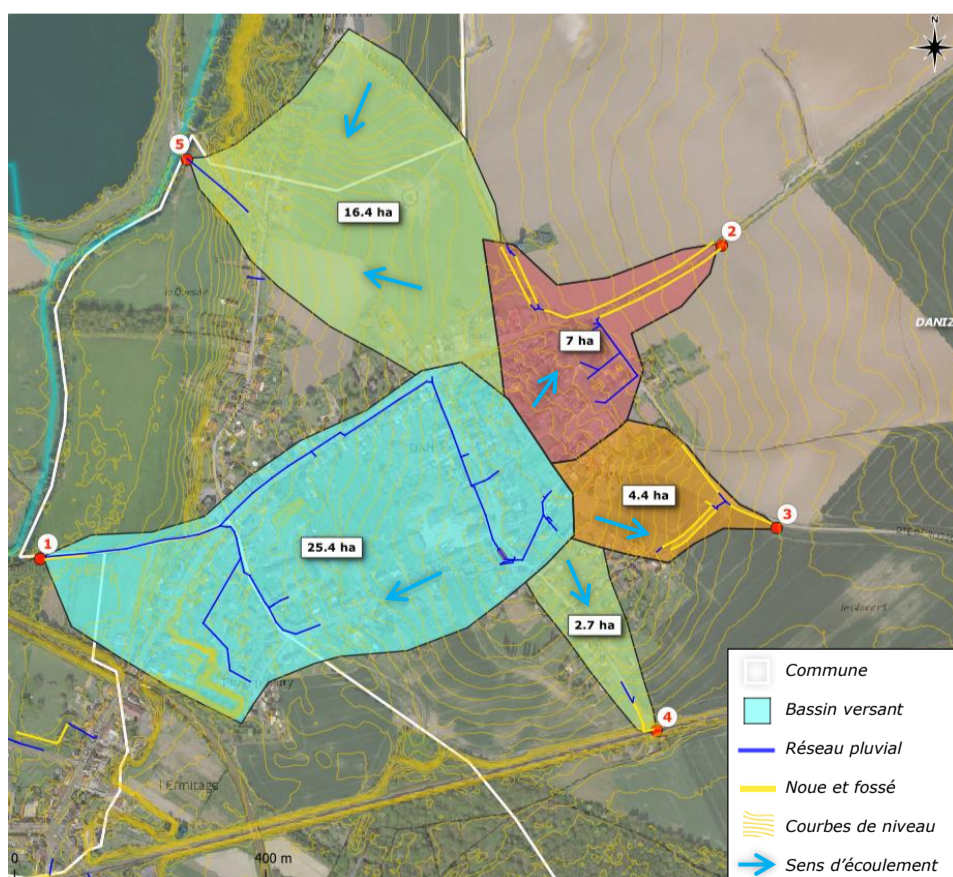 N
5
16.4 ha
2
DANIZ
7 ha
4.4 ha
3
1
25.4 ha
2.7 ha
4
l'Ermitage
0
400 m
Commune
Bassin versant
Réseau pluvial
Noue et fossé
Courbes de niveau
Sens d'écoulement